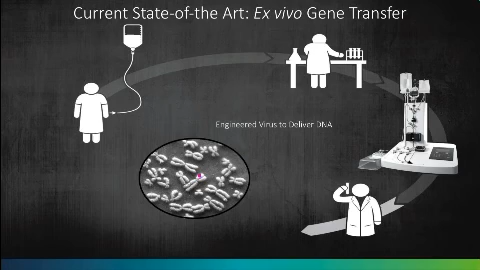 Current State-of-the Art: Ex vivo Gene Transfer
Engineered Virus to Deliver DNA